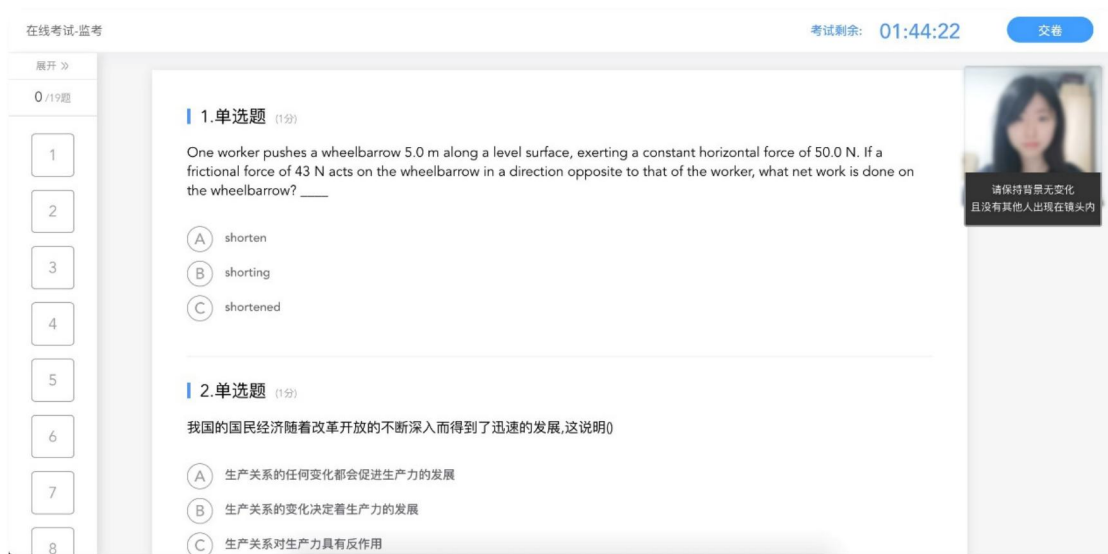 在线考试-监考
考试剩余: 01:44:22
交卷
展开 »
0 /19题
1
2
3
4
5
6
7
8
1.单选题 (1分)
One worker pushes a wheelbarrow 5.0 m along a level surface, exerting a constant horizontal force of 50.0 N. If a
frictional force of 43 N acts on the wheelbarrow in a direction opposite to that of the worker, what net work is done on
the wheelbarrow? ____
A shorten
B shorting
C shortened
请保持背景无变化
且没有其他人出现在镜头内
2.单选题 (1分)
我国的国民经济随着改革开放的不断深入而得到了迅速的发展,这说明()
A 生产关系的任何变化都会促进生产力的发展
B 生产关系的变化决定着生产力的发展
C 生产关系对生产力具有反作用